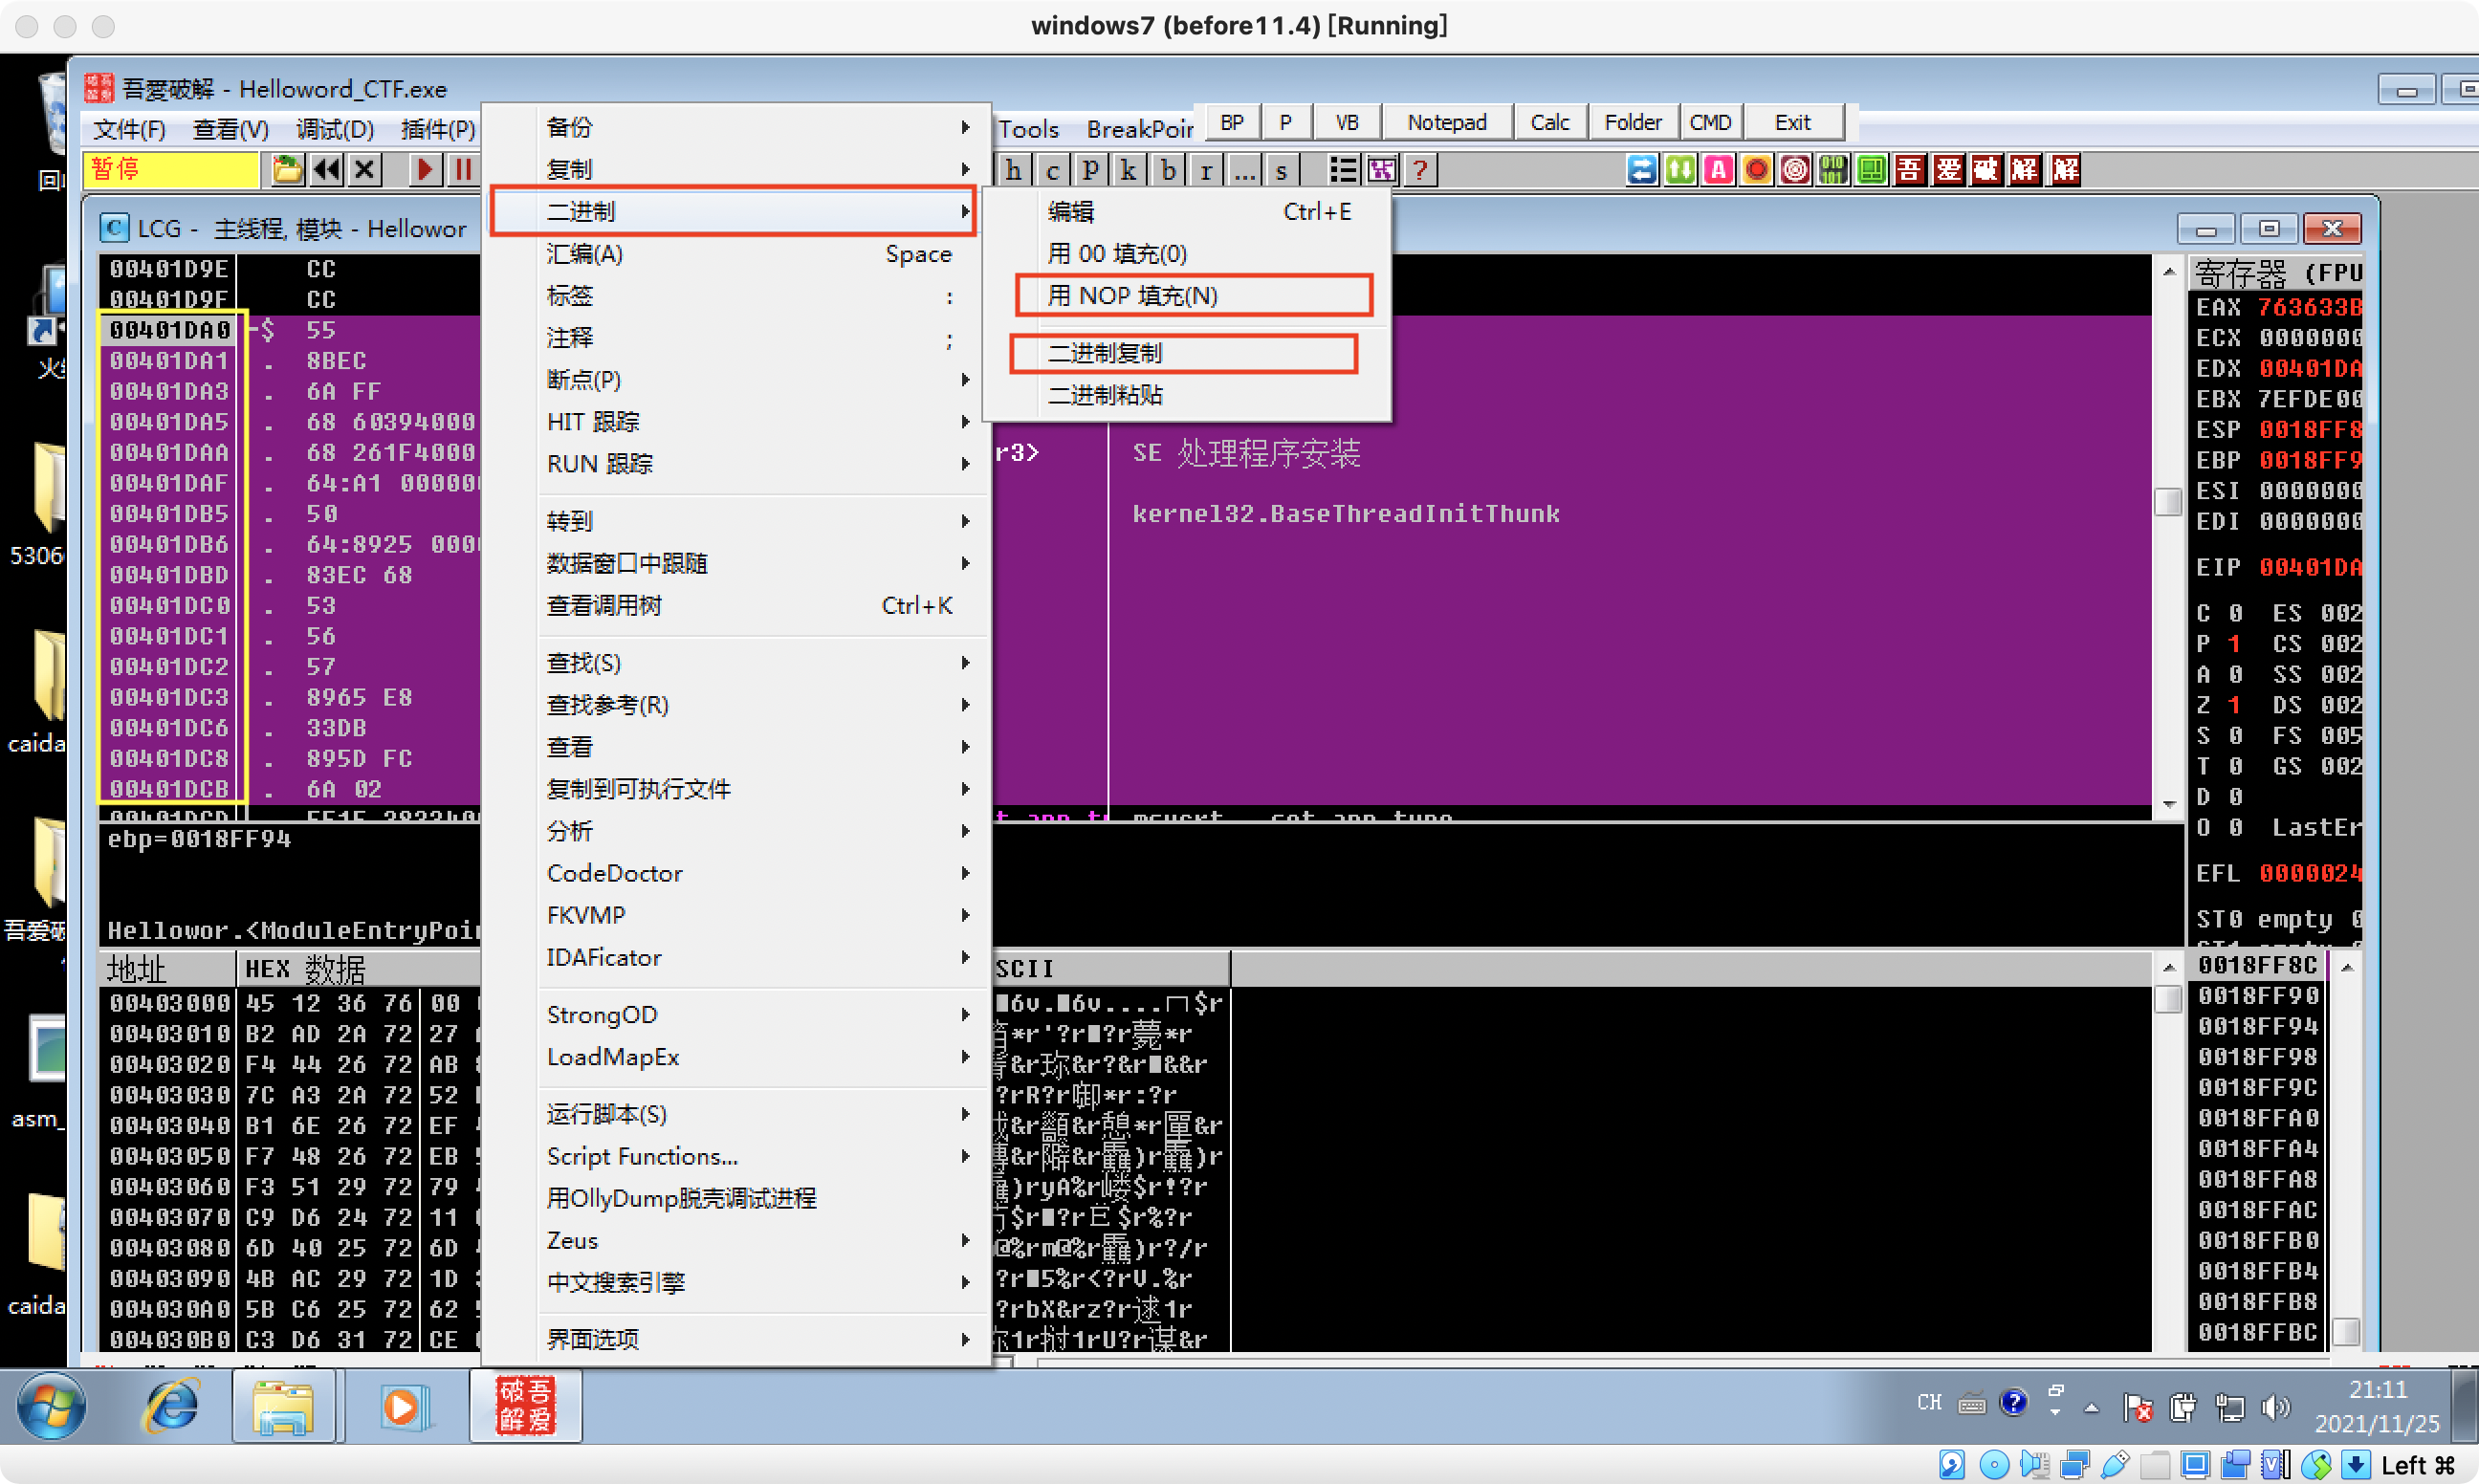 windows7 (before11.4) [Running]
吾愛破解 - Helloword_CTF.exe
文件(F) 查看(V) 调试(D) 插件(P) Tools BreakPoin BP P VB Notepad Calc Folder CMD Exit
暂停 h c p k b r ... s ? 吾 爱 破 解 解
LCG - 主线程, 模块 - Hellowor
备份
复制
二进制
汇编(A) Space
标签 :
注释 ;
断点(P)
HIT 跟踪
RUN 跟踪
转到
数据窗口中跟随
查看调用树 Ctrl+K
查找(S)
查找参考(R)
查看
复制到可执行文件
分析
CodeDoctor
FKVMP
IDAFicator
StrongOD
LoadMapEx
运行脚本(S)
Script Functions...
用OllyDump脱壳调试进程
Zeus
中文搜索引擎
界面选项
编辑 Ctrl+E
用 00 填充(0)
用 NOP 填充(N)
二进制复制
二进制粘贴
00401D9E CC
00401D9F CC
00401DA0 $ 55
00401DA1 . 8BEC
00401DA3 . 6A FF
00401DA5 . 68 60394000
00401DAA . 68 261F4000 r3> SE 处理程序安装
00401DAF . 64:A1 00000
00401DB5 . 50 kernel32.BaseThreadInitThunk
00401DB6 . 64:8925 000
00401DBD . 83EC 68
00401DC0 . 53
00401DC1 . 56
00401DC2 . 57
00401DC3 . 8965 E8
00401DC6 . 33DB
00401DC8 . 895D FC
00401DCB . 6A 02
ebp=0018FF94
Hellowor.<ModuleEntryPoin
寄存器 (FPU
EAX 763633B
ECX 0000000
EDX 00401DA
EBX 7EFDE00
ESP 0018FF8
EBP 0018FF9
ESI 0000000
EDI 0000000
EIP 00401DA
C 0 ES 002
P 1 CS 002
A 0 SS 002
Z 1 DS 002
S 0 FS 005
T 0 GS 002
D 0
O 0 LastEr
EFL 0000024
ST0 empty 0
地址 HEX 数据 SCII
00403000 45 12 36 76 00
00403010 B2 AD 2A 72 27
00403020 F4 44 26 72 AB
00403030 7C A3 2A 72 52
00403040 B1 6E 26 72 EF
00403050 F7 48 26 72 EB
00403060 F3 51 29 72 79
00403070 C9 D6 24 72 11
00403080 6D 40 25 72 6D
00403090 4B AC 29 72 1D
004030A0 5B C6 25 72 62
004030B0 C3 D6 31 72 CE
0018FF8C
0018FF90
0018FF94
0018FF98
0018FF9C
0018FFA0
0018FFA4
0018FFA8
0018FFAC
0018FFB0
0018FFB4
0018FFB8
0018FFBC
回
火
5306
caida
吾爱破
asm_
caida
CH
21:11
2021/11/25
Left ⌘